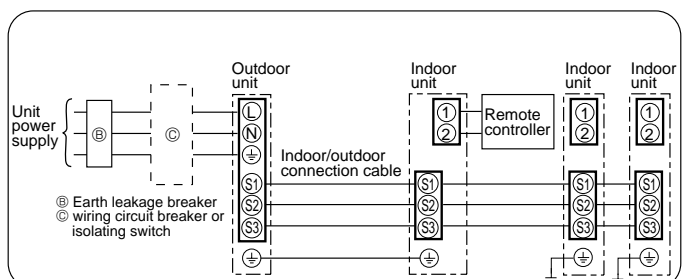 Outdoor
unit
Indoor
unit
Indoor
unit
Indoor
unit
Unit
power
supply
Ⓑ
Ⓒ
L
N
1
2
Remote
controller
1
2
1
2
Indoor/outdoor
connection cable
S1
S2
S3
S1
S2
S3
S1
S2
S3
S1
S2
S3
Ⓑ Earth leakage breaker
Ⓒ wiring circuit breaker or
isolating switch